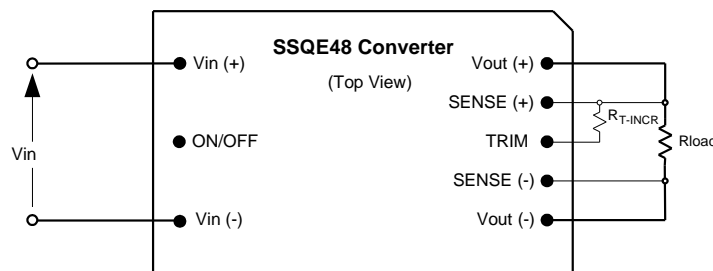 SSQE48 Converter
(Top View)
Vin (+)
Vout (+)
SENSE (+)
RT-INCR
Vin
ON/OFF
TRIM
Rload
SENSE (-)
Vin (-)
Vout (-)